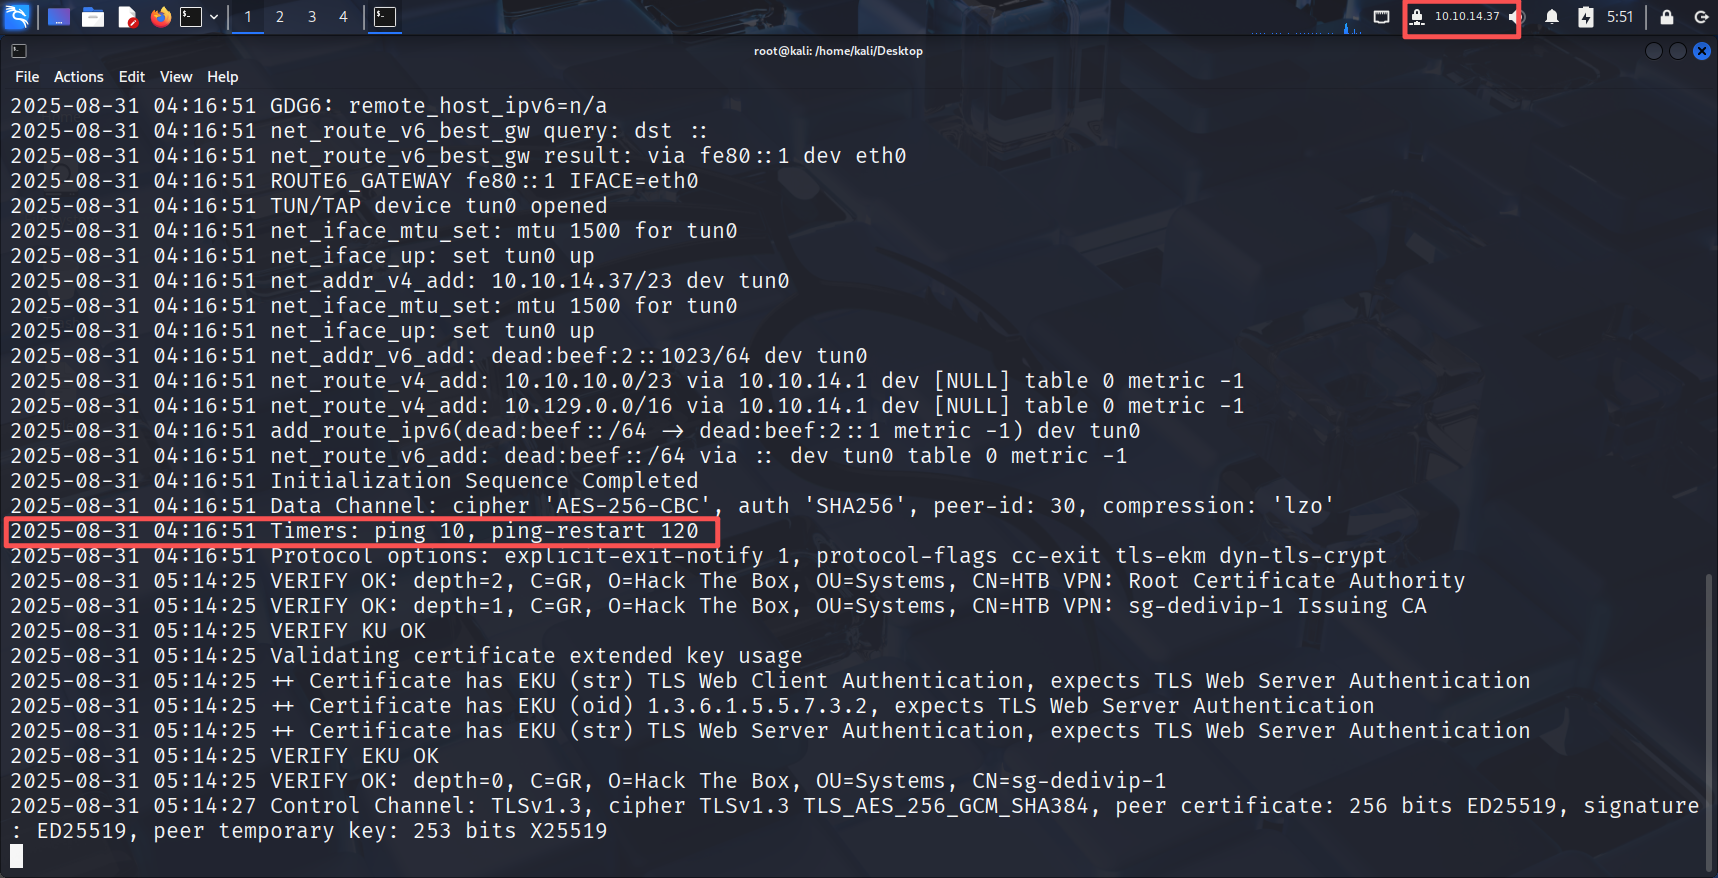 1 2 3 4 10.10.14.37 5:51
root@kali: /home/kali/Desktop
File Actions Edit View Help
2025-08-31 04:16:51 GDG6: remote_host_ipv6=n/a
2025-08-31 04:16:51 net_route_v6_best_gw query: dst ::
2025-08-31 04:16:51 net_route_v6_best_gw result: via fe80::1 dev eth0
2025-08-31 04:16:51 ROUTE6_GATEWAY fe80::1 IFACE=eth0
2025-08-31 04:16:51 TUN/TAP device tun0 opened
2025-08-31 04:16:51 net_iface_mtu_set: mtu 1500 for tun0
2025-08-31 04:16:51 net_iface_up: set tun0 up
2025-08-31 04:16:51 net_addr_v4_add: 10.10.14.37/23 dev tun0
2025-08-31 04:16:51 net_iface_mtu_set: mtu 1500 for tun0
2025-08-31 04:16:51 net_iface_up: set tun0 up
2025-08-31 04:16:51 net_addr_v6_add: dead:beef:2::1023/64 dev tun0
2025-08-31 04:16:51 net_route_v4_add: 10.10.10.0/23 via 10.10.14.1 dev [NULL] table 0 metric -1
2025-08-31 04:16:51 net_route_v4_add: 10.129.0.0/16 via 10.10.14.1 dev [NULL] table 0 metric -1
2025-08-31 04:16:51 add_route_ipv6(dead:beef::/64 -> dead:beef:2::1 metric -1) dev tun0
2025-08-31 04:16:51 net_route_v6_add: dead:beef::/64 via :: dev tun0 table 0 metric -1
2025-08-31 04:16:51 Initialization Sequence Completed
2025-08-31 04:16:51 Data Channel: cipher 'AES-256-CBC', auth 'SHA256', peer-id: 30, compression: 'lzo'
2025-08-31 04:16:51 Timers: ping 10, ping-restart 120
2025-08-31 04:16:51 Protocol options: explicit-exit-notify 1, protocol-flags cc-exit tls-ekm dyn-tls-crypt
2025-08-31 05:14:25 VERIFY OK: depth=2, C=GR, O=Hack The Box, OU=Systems, CN=HTB VPN: Root Certificate Authority
2025-08-31 05:14:25 VERIFY OK: depth=1, C=GR, O=Hack The Box, OU=Systems, CN=HTB VPN: sg-dedivip-1 Issuing CA
2025-08-31 05:14:25 VERIFY KU OK
2025-08-31 05:14:25 Validating certificate extended key usage
2025-08-31 05:14:25 ++ Certificate has EKU (str) TLS Web Client Authentication, expects TLS Web Server Authentication
2025-08-31 05:14:25 ++ Certificate has EKU (oid) 1.3.6.1.5.5.7.3.2, expects TLS Web Server Authentication
2025-08-31 05:14:25 ++ Certificate has EKU (str) TLS Web Server Authentication, expects TLS Web Server Authentication
2025-08-31 05:14:25 VERIFY EKU OK
2025-08-31 05:14:25 VERIFY OK: depth=0, C=GR, O=Hack The Box, OU=Systems, CN=sg-dedivip-1
2025-08-31 05:14:27 Control Channel: TLSv1.3, cipher TLSv1.3 TLS_AES_256_GCM_SHA384, peer certificate: 256 bits ED25519, signature
: ED25519, peer temporary key: 253 bits X25519